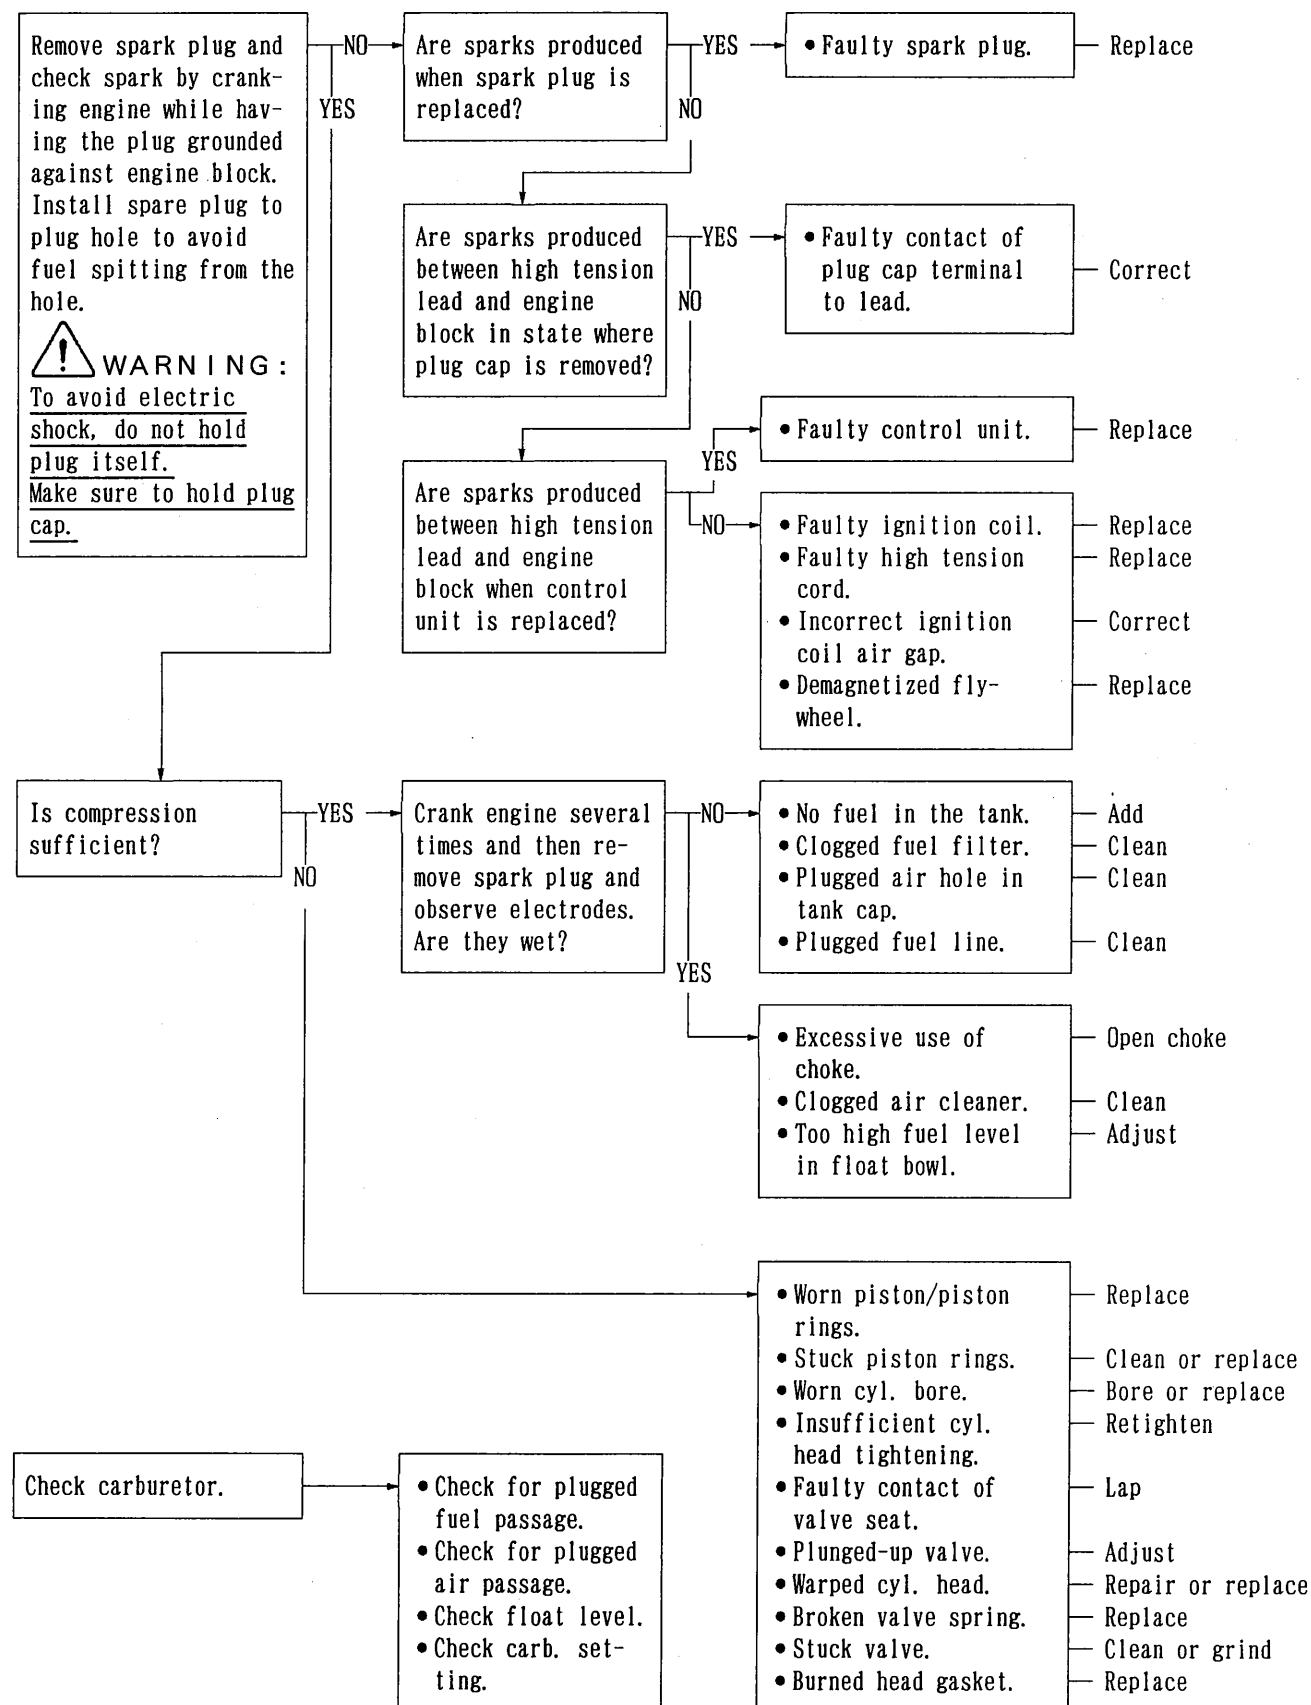 Remove spark plug and
check spark by crank-
ing engine while hav-
ing the plug grounded
against engine block.
Install spare plug to
plug hole to avoid
fuel spitting from the
hole.
WARNING:
To avoid electric
shock, do not hold
plug itself.
Make sure to hold plug
cap.
NO
YES
Are sparks produced
when spark plug is
replaced?
YES
NO
• Faulty spark plug.
Replace
Are sparks produced
between high tension
lead and engine
block in state where
plug cap is removed?
YES
NO
• Faulty contact of
plug cap terminal
to lead.
Correct
Are sparks produced
between high tension
lead and engine
block when control
unit is replaced?
YES
NO
• Faulty control unit.
Replace
• Faulty ignition coil.
Replace
• Faulty high tension
cord.
Replace
• Incorrect ignition
coil air gap.
Correct
• Demagnetized fly-
wheel.
Replace
Is compression
sufficient?
YES
NO
Crank engine several
times and then re-
move spark plug and
observe electrodes.
Are they wet?
NO
YES
• No fuel in the tank.
Add
• Clogged fuel filter.
Clean
• Plugged air hole in
tank cap.
Clean
• Plugged fuel line.
Clean
• Excessive use of
choke.
Open choke
• Clogged air cleaner.
Clean
• Too high fuel level
in float bowl.
Adjust
• Worn piston/piston
rings.
Replace
• Stuck piston rings.
Clean or replace
• Worn cyl. bore.
Bore or replace
• Insufficient cyl.
head tightening.
Retighten
• Faulty contact of
valve seat.
Lap
• Plunged-up valve.
Adjust
• Warped cyl. head.
Repair or replace
• Broken valve spring.
Replace
• Stuck valve.
Clean or grind
• Burned head gasket.
Replace
Check carburetor.
• Check for plugged
fuel passage.
• Check for plugged
air passage.
• Check float level.
• Check carb. set-
ting.